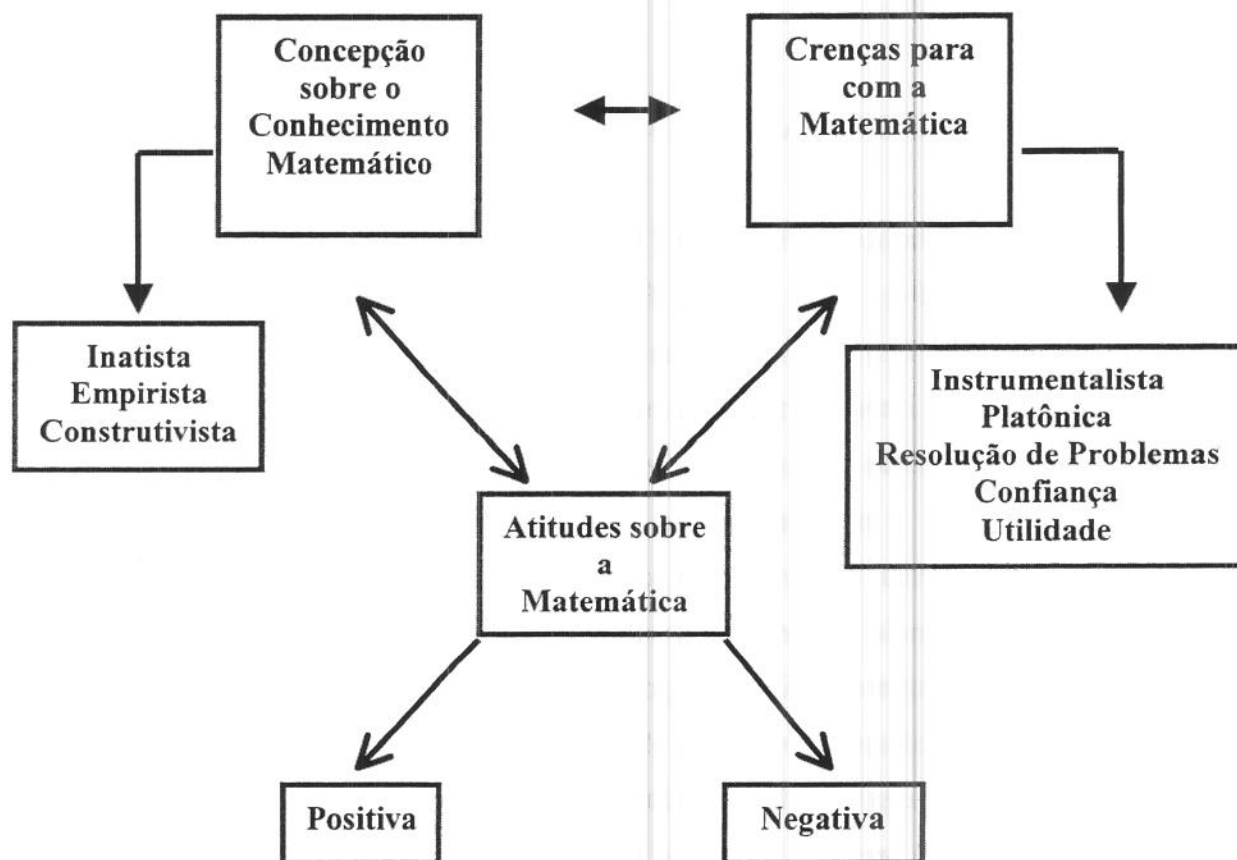 Concepção
sobre o
Conhecimento
Matemático
Crenças para
com a
Matemática
Inatista
Empirista
Construtivista
Instrumentalista
Platônica
Resolução de Problemas
Confiança
Utilidade
Atitudes sobre
a
Matemática
Positiva
Negativa